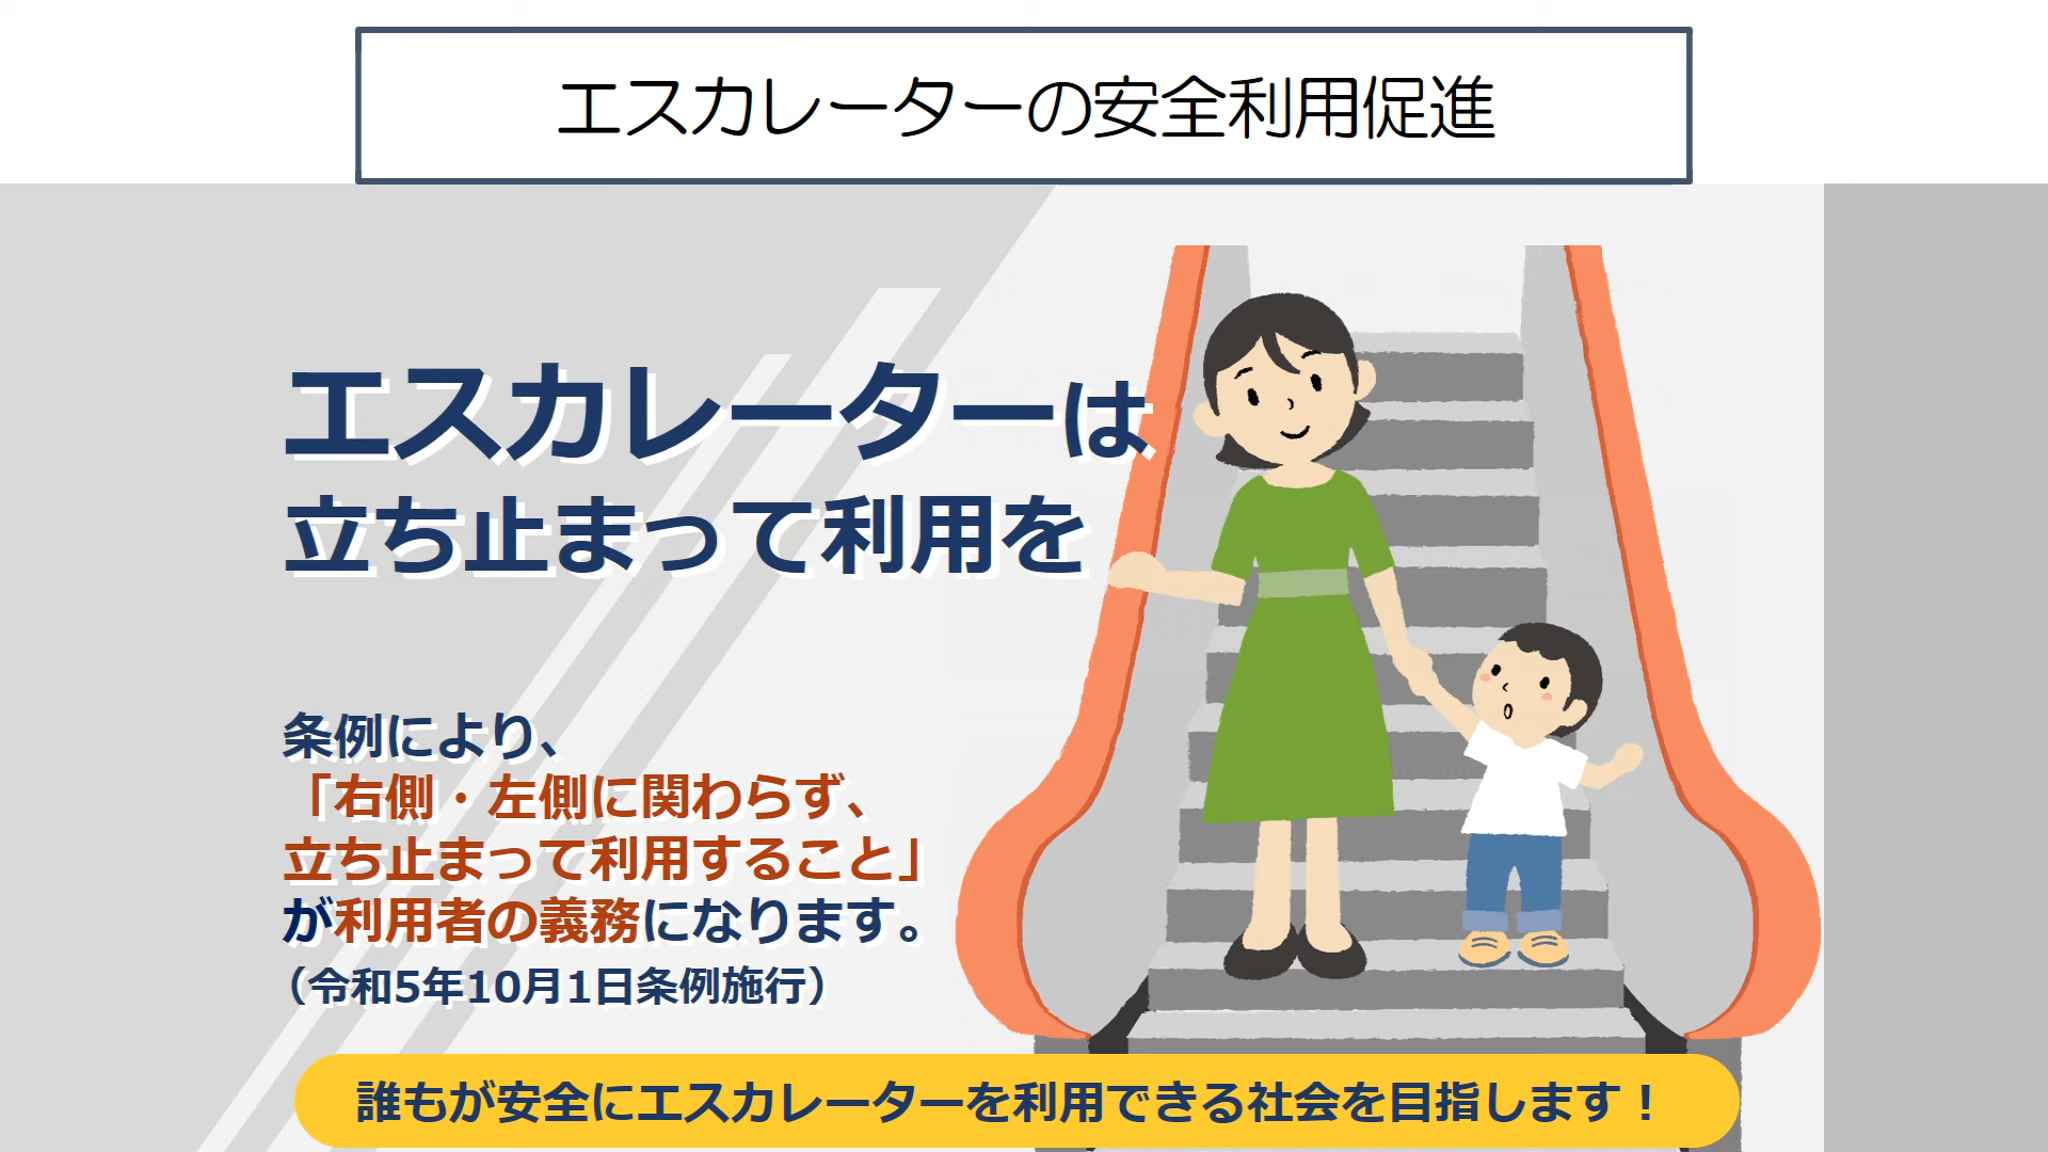 エスカレーターの安全利用促進
エスカレーターは
立ち止まって利用を
条例により、
「右側・左側に関わらず、
立ち止まって利用すること」
が利用者の義務になります。
（令和5年10月1日条例施行）
誰もが安全にエスカレーターを利用できる社会を目指します！